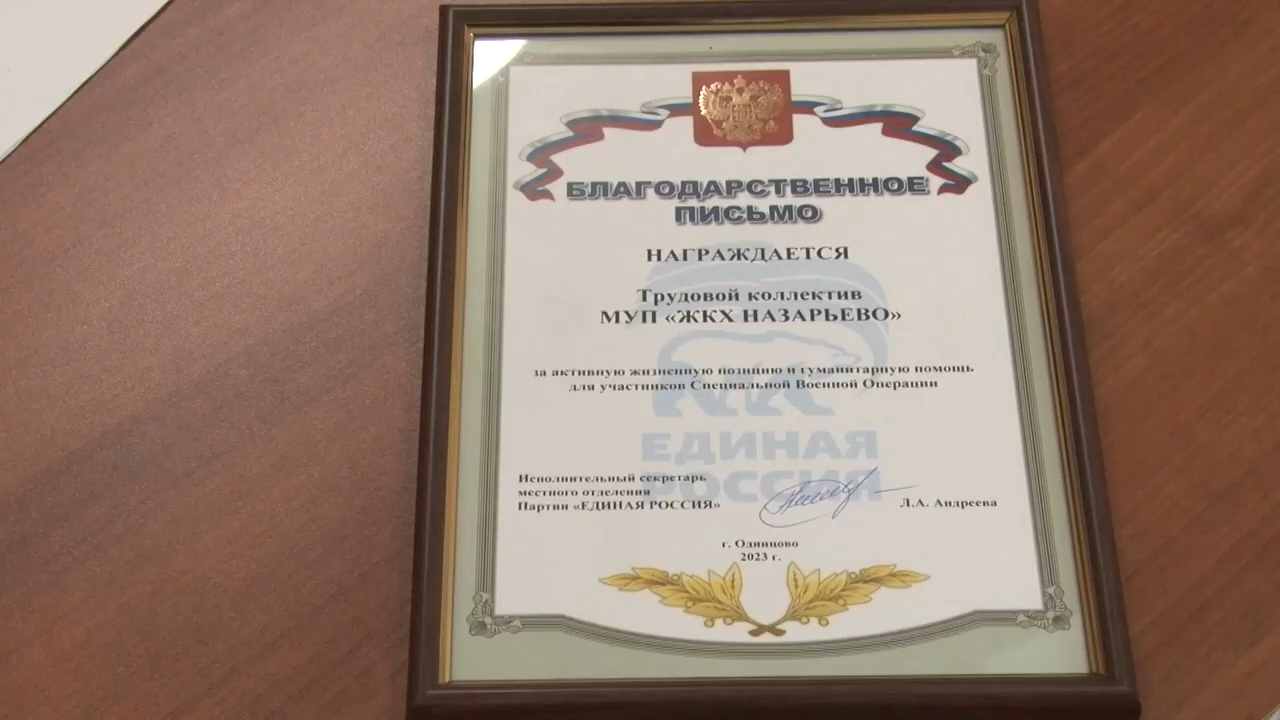 БЛАГОДАРСТВЕННОЕ
ПИСЬМО
НАГРАЖДАЕТСЯ
Трудовой коллектив
МУП «ЖКХ НАЗАРЬЕВО»
за активную жизненную позицию и гуманитарную помощь
для участников Специальной Военной Операции
ЕДИНАЯ
РОССИЯ
Исполнительный секретарь
местного отделения
Партии «ЕДИНАЯ РОССИЯ»
Л.А. Андреева
г. Одинцово
2023 г.